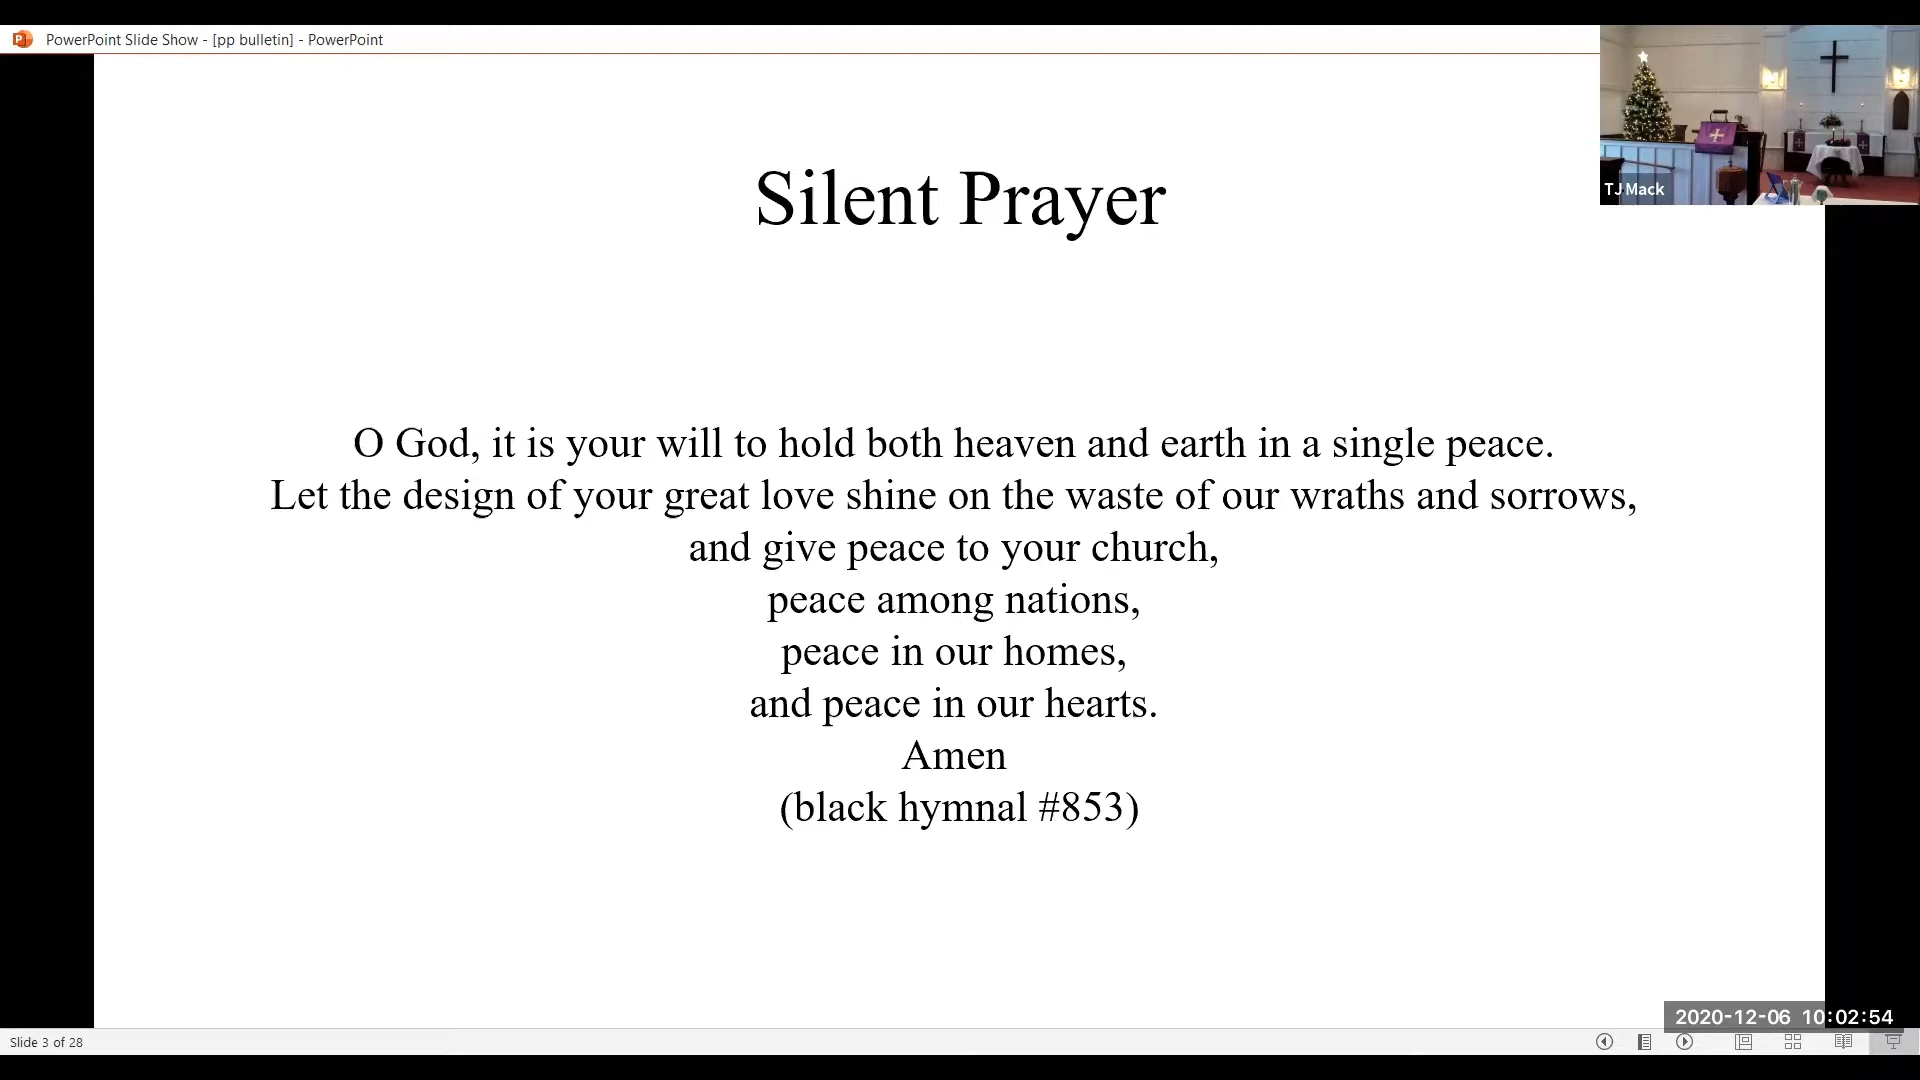 PowerPoint Slide Show - [pp bulletin] - PowerPoint
TJ Mack
Silent Prayer
O God, it is your will to hold both heaven and earth in a single peace.
Let the design of your great love shine on the waste of our wraths and sorrows,
and give peace to your church,
peace among nations,
peace in our homes,
and peace in our hearts.
Amen
(black hymnal #853)
2020-12-06 10:02:54
Slide 3 of 28